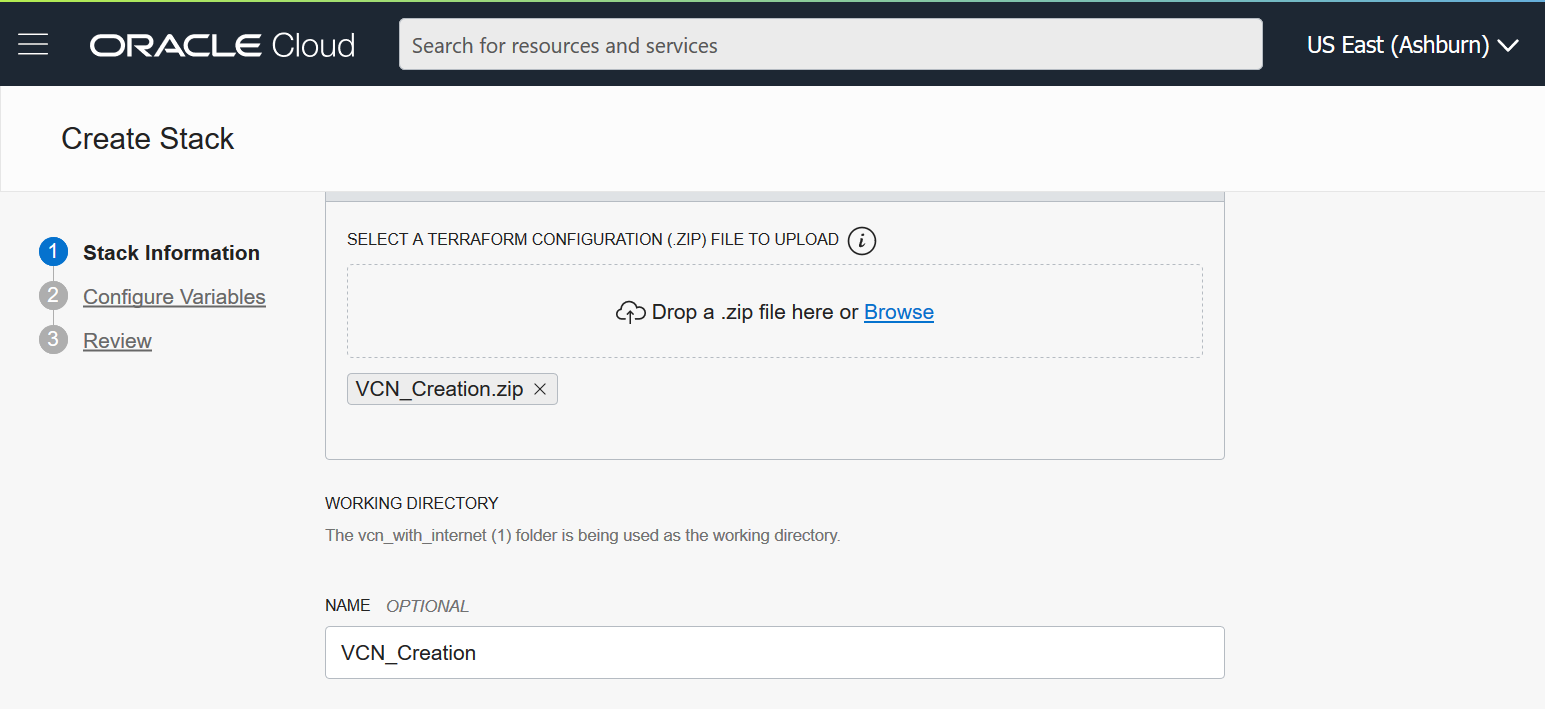 ORACLE Cloud
Search for resources and services
US East (Ashburn)
Create Stack
1 Stack Information
2 Configure Variables
3 Review
SELECT A TERRAFORM CONFIGURATION (.ZIP) FILE TO UPLOAD i
Drop a .zip file here or Browse
VCN_Creation.zip ×
WORKING DIRECTORY
The vcn_with_internet (1) folder is being used as the working directory.
NAME OPTIONAL
VCN_Creation